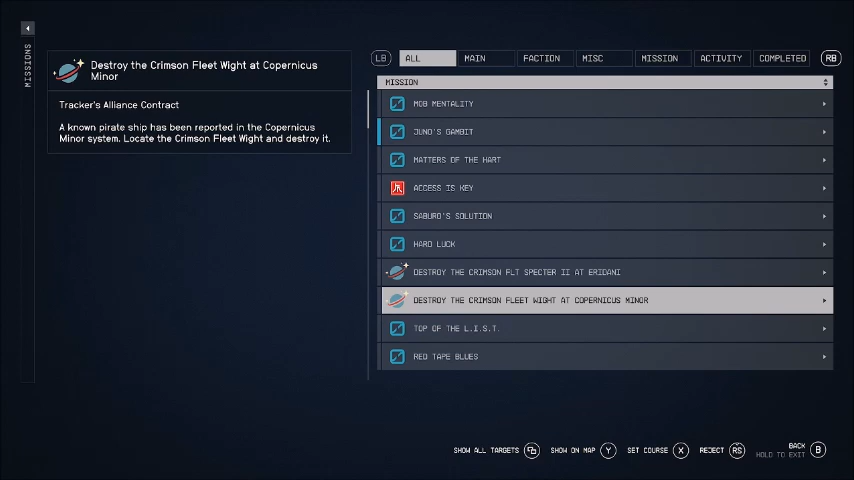 MISSIONS
Destroy the Crimson Fleet Wight at Copernicus
Minor
Tracker's Alliance Contract
A known pirate ship has been reported in the Copernicus
Minor system. Locate the Crimson Fleet Wight and destroy it.
LB ALL MAIN FACTION MISC MISSION ACTIVITY COMPLETED RB
MISSION
MOB MENTALITY
JUNO'S GAMBIT
MATTERS OF THE HART
ACCESS IS KEY
SABURO'S SOLUTION
HARD LUCK
DESTROY THE CRIMSON FLT SPECTER II AT ERIDANI
DESTROY THE CRIMSON FLEET WIGHT AT COPERNICUS MINOR
TOP OF THE L.I.S.T.
RED TAPE BLUES
SHOW ALL TARGETS SHOW ON MAP Y SET COURSE X REJECT RS BACK B
HOLD TO EXIT